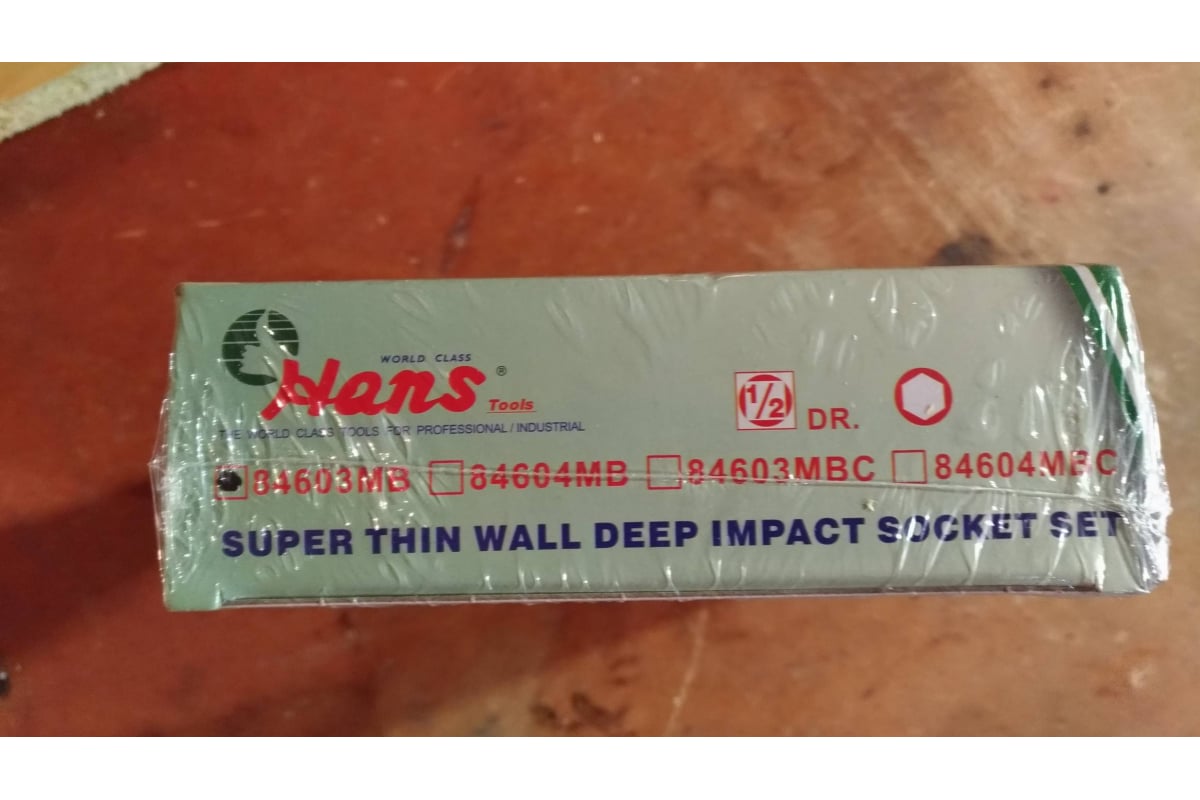 WORLD CLASS
Hans® Tools
THE WORLD CLASS TOOLS FOR PROFESSIONAL / INDUSTRIAL
1/2 DR.
84603MB 84604MB 84603MBC 84604MBC
SUPER THIN WALL DEEP IMPACT SOCKET SET